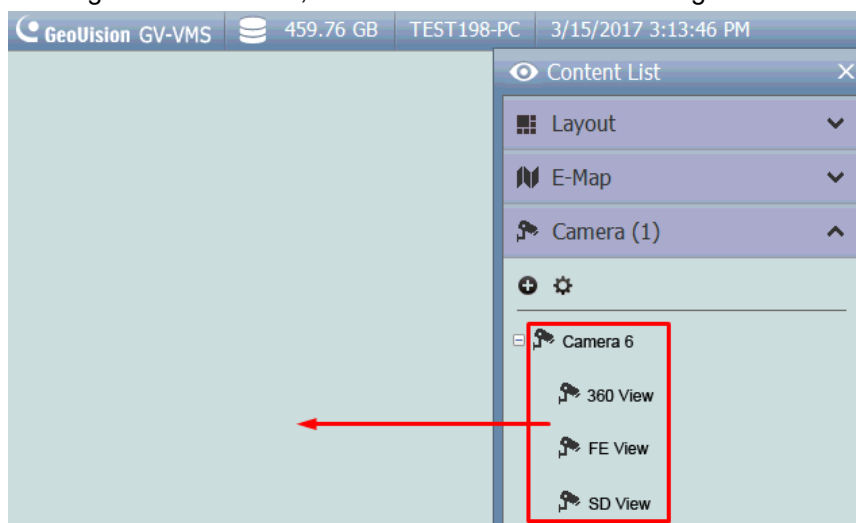 GeoVision GV-VMS 459.76 GB TEST198-PC 3/15/2017 3:13:46 PM
Content List
Layout
E-Map
Camera (1)
Camera 6
360 View
FE View
SD View